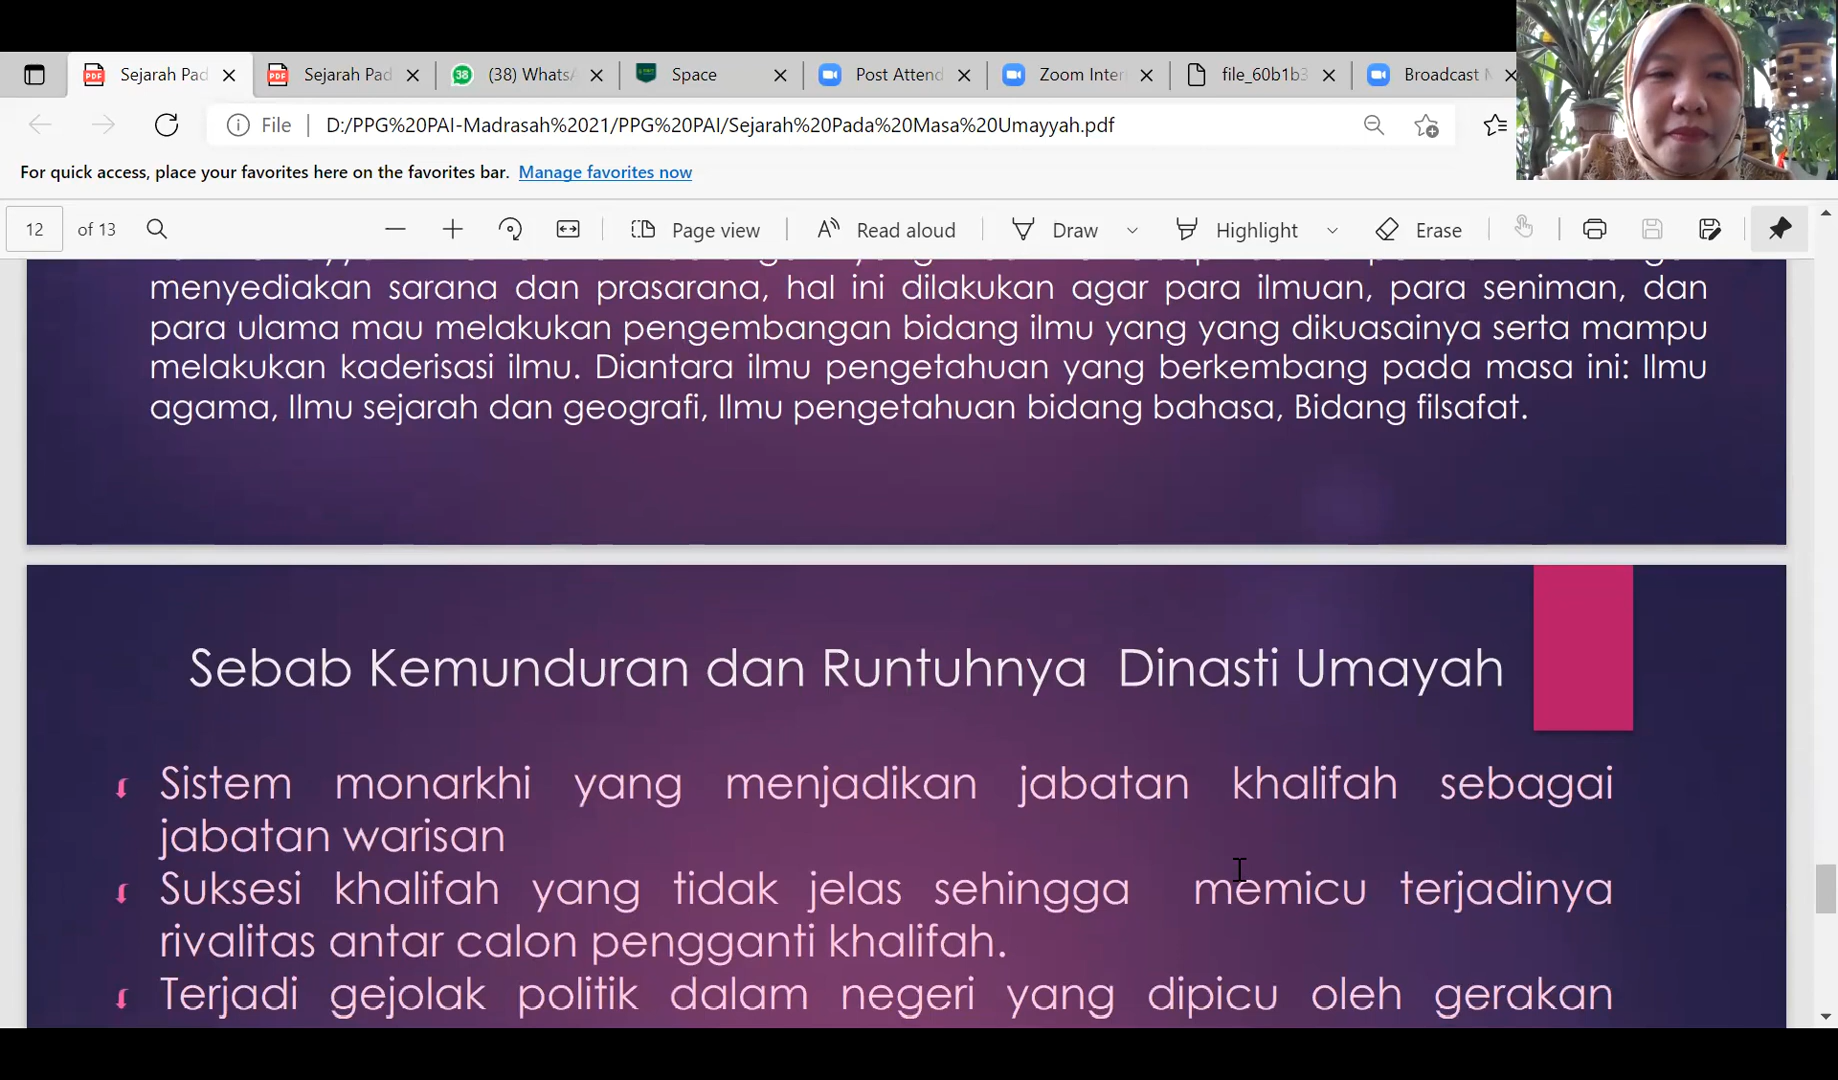 Sejarah Pad
Sejarah Pad
38 (38) WhatsA
Space
Post Attend
Zoom Inter
file_60b1b3
Broadcast M
File D:/PPG%20PAI-Madrasah%2021/PPG%20PAI/Sejarah%20Pada%20Masa%20Umayyah.pdf
For quick access, place your favorites here on the favorites bar. Manage favorites now
12 of 13 Page view Read aloud Draw Highlight Erase
menyediakan sarana dan prasarana, hal ini dilakukan agar para ilmuan, para seniman, dan
para ulama mau melakukan pengembangan bidang ilmu yang yang dikuasainya serta mampu
melakukan kaderisasi ilmu. Diantara ilmu pengetahuan yang berkembang pada masa ini: Ilmu
agama, Ilmu sejarah dan geografi, Ilmu pengetahuan bidang bahasa, Bidang filsafat.
Sebab Kemunduran dan Runtuhnya Dinasti Umayah
Sistem monarkhi yang menjadikan jabatan khalifah sebagai
jabatan warisan
Suksesi khalifah yang tidak jelas sehingga memicu terjadinya
rivalitas antar calon pengganti khalifah.
Terjadi gejolak politik dalam negeri yang dipicu oleh gerakan